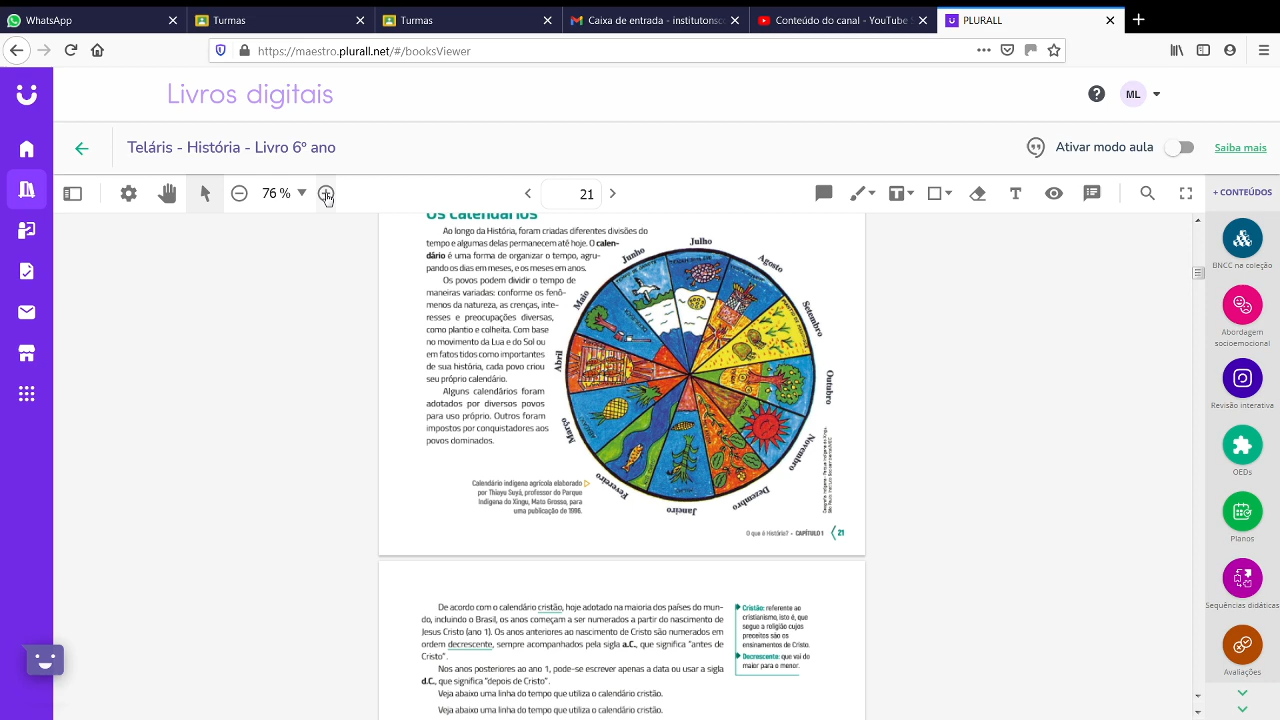 WhatsApp
Turmas
Turmas
Caixa de entrada - institutonsc
Conteúdo do canal - YouTube
PLURALL
https://maestro.plurall.net/#/booksViewer
Livros digitais
ML
Teláris - História - Livro 6º ano
Ativar modo aula
Saiba mais
76 %
21
+ CONTEÚDOS
Os calendários
Ao longo da História, foram criadas diferentes divisões do
tempo e algumas delas permanecem até hoje. O calen-
dário é uma forma de organizar o tempo, agru-
pando os dias em meses, e os meses em anos.
Os povos podem dividir o tempo de
maneiras variadas: conforme os fenô-
menos da natureza, as crenças, inte-
resses e preocupações diversas,
como plantio e colheita. Com base
no movimento da Lua e do Sol ou
em fatos tidos como importantes
de sua história, cada povo criou
seu próprio calendário.
Alguns calendários foram
adotados por diversos povos
para uso próprio. Outros foram
impostos por conquistadores aos
povos dominados.
Julho
Agosto
Setembro
Outubro
Novembro
Dezembro
Janeiro
Fevereiro
Março
Abril
Maio
Junho
Calendário indígena agrícola elaborado
por Thiayu Suyá, professor do Parque
Indígena do Xingu, Mato Grosso, para
uma publicação de 1996.
O que é História? • CAPÍTULO 1
21
De acordo com o calendário cristão, hoje adotado na maioria dos países do mun-
do, incluindo o Brasil, os anos começam a ser numerados a partir do nascimento de
Jesus Cristo (ano 1). Os anos anteriores ao nascimento de Cristo são numerados em
ordem decrescente, sempre acompanhados pela sigla a.C., que significa "antes de
Cristo".
Nos anos posteriores ao ano 1, pode-se escrever apenas a data ou usar a sigla
d.C., que significa "depois de Cristo".
Veja abaixo uma linha do tempo que utiliza o calendário cristão.
Veja abaixo uma linha do tempo que utiliza o calendário cristão.
Cristão: referente ao
cristianismo, isto é, que
segue a religião cujos
preceitos são os
ensinamentos de Cristo.
Decrescente: que vai do
maior para o menor.
BNCC na coleção
Abordagem
socioemocional
Revisão interativa
OEDs
Planos
Sequências didáticas
Avaliações